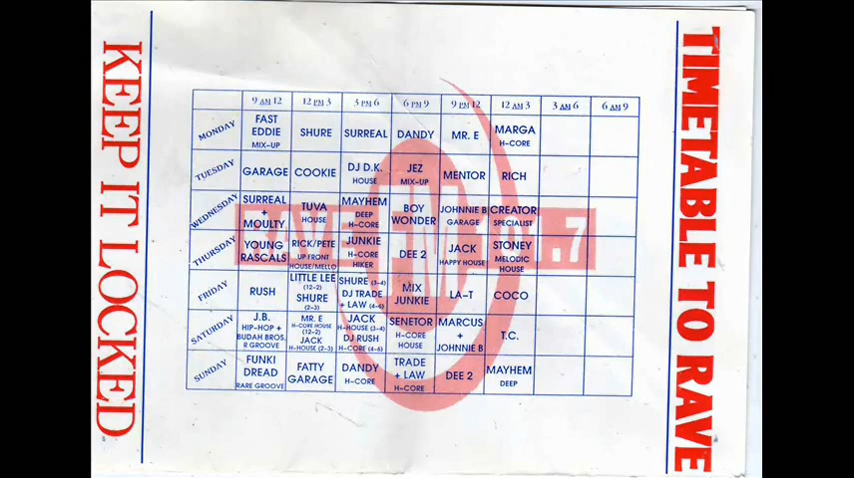 KEEP IT LOCKED
TIMETABLE TO RAVE
9 AM 12
12 PM 3
3 PM 6
6 PM 9
9 PM 12
12 AM 3
3 AM 6
6 AM 9
MONDAY
FAST
EDDIE
MIX-UP
SHURE
SURREAL
DANDY
MR. E
MARGA
H-CORE
TUESDAY
GARAGE
COOKIE
DJ D.K.
HOUSE
JEZ
MIX-UP
MENTOR
RICH
WEDNESDAY
SURREAL
+
MOULTY
TUVA
HOUSE
MAYHEM
DEEP
H-CORE
BOY
WONDER
JOHNNIE B
GARAGE
CREATOR
SPECIALIST
THURSDAY
YOUNG
RASCALS
RICK/PETE
UP FRONT
HOUSE/MELLO
JUNKIE
H-CORE
HIKER
DEE 2
JACK
HAPPY HOUSE
STONEY
MELODIC
HOUSE
FRIDAY
RUSH
LITTLE LEE
(12-2)
SHURE
(2-3)
SHURE (3-4)
DJ TRADE
+ LAW (4-6)
MIX
JUNKIE
LA-T
COCO
SATURDAY
J.B.
HIP-HOP +
BUDAH BROS.
R GROOVE
MR. E
H-CORE HOUSE
(12-2)
JACK
H-HOUSE (2-3)
JACK
H-HOUSE (3-4)
DJ RUSH
H-CORE (4-6)
SENETOR
H-CORE
HOUSE
MARCUS
+
JOHNNIE B
T.C.
SUNDAY
FUNKI
DREAD
RARE GROOVE
FATTY
GARAGE
DANDY
H-CORE
TRADE
+ LAW
H-CORE
DEE 2
MAYHEM
DEEP